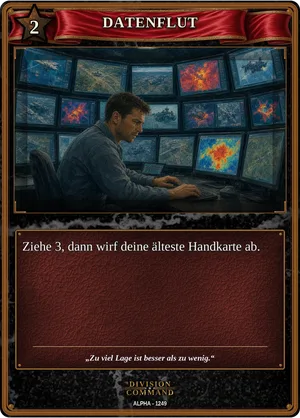 2
DATENFLUT
Ziehe 3, dann wirf deine älteste Handkarte ab.
„Zu viel Lage ist besser als zu wenig.“
DIVISION
COMMAND
ALPHA - 1249